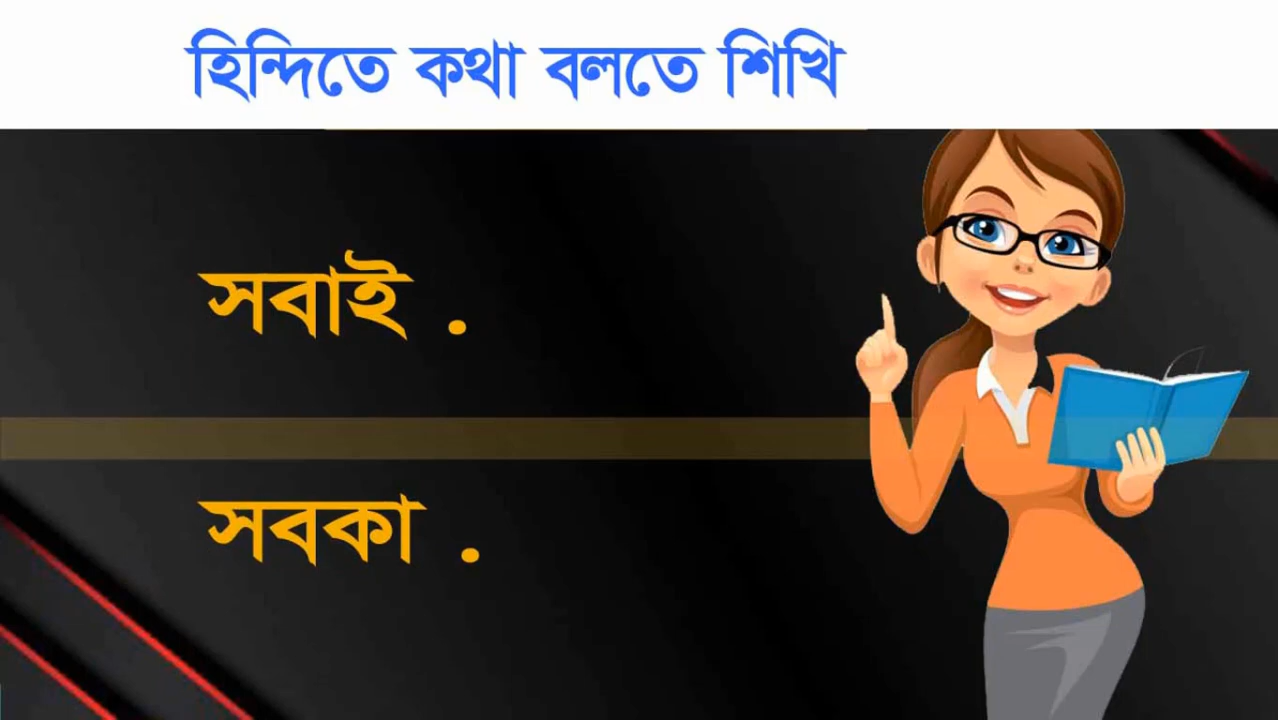 হিন্দিতে কথা বলতে শিখি
সবাই .
সবকা .